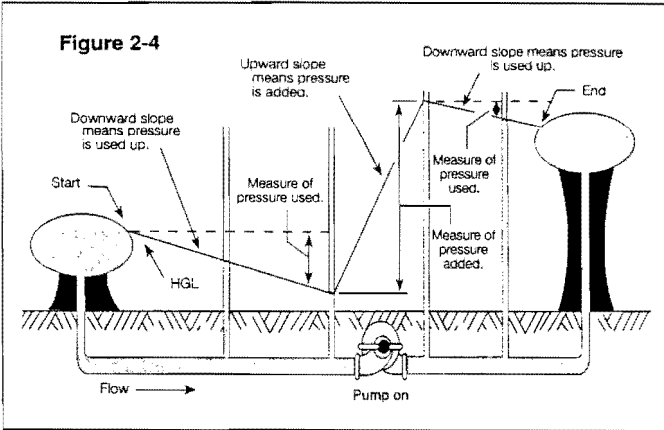 Figure 2-4
Upward slope
means pressure
is added.
Downward slope means pressure
is used up.
End
Downward slope
means pressure
is used up.
Start
Measure of
pressure used.
Measure of
pressure
used.
Measure of
pressure
added.
HGL
Flow
Pump on